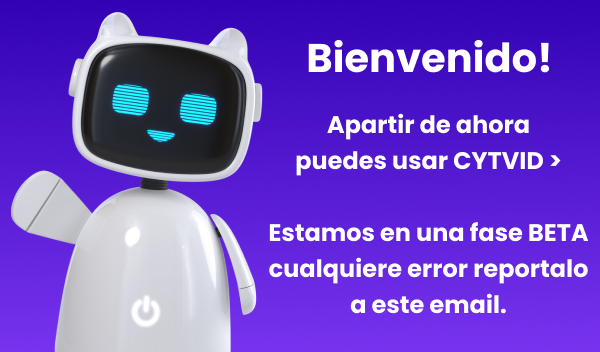 Bienvenido!
Apartir de ahora
puedes usar CYTVID >
Estamos en una fase BETA
cualquiere error reportalo
a este email.